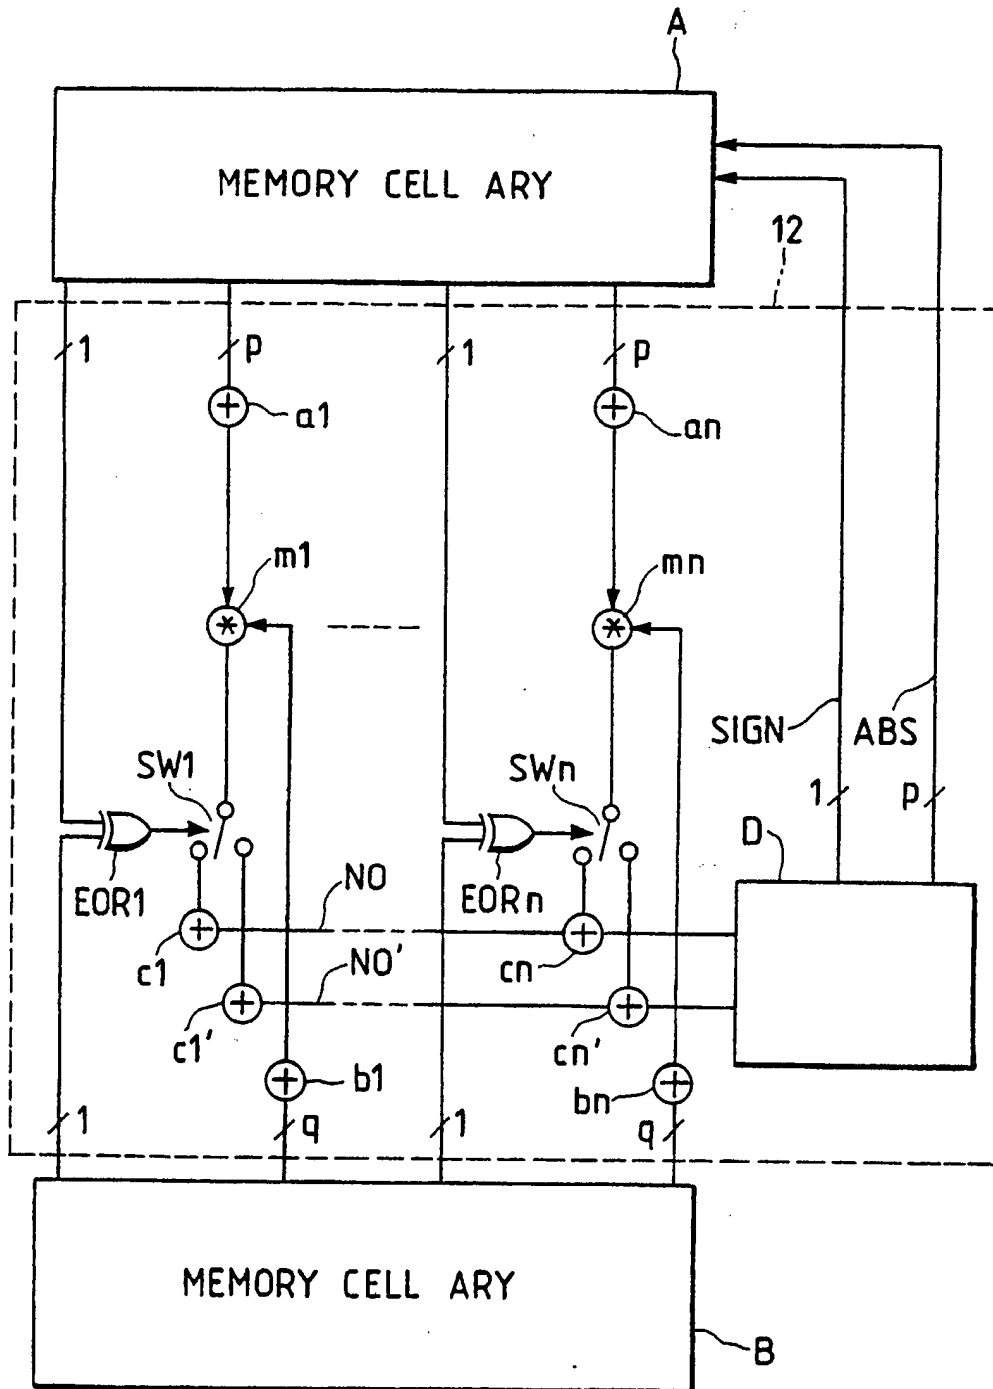 A
MEMORY CELL ARY
12
1
p
1
p
a1
an
m1
mn
SIGN
ABS
SW1
SWn
1
p
D
EOR1
NO
EORn
c1
NO'
cn
c1'
cn'
b1
bn
1
q
1
q
MEMORY CELL ARY
B